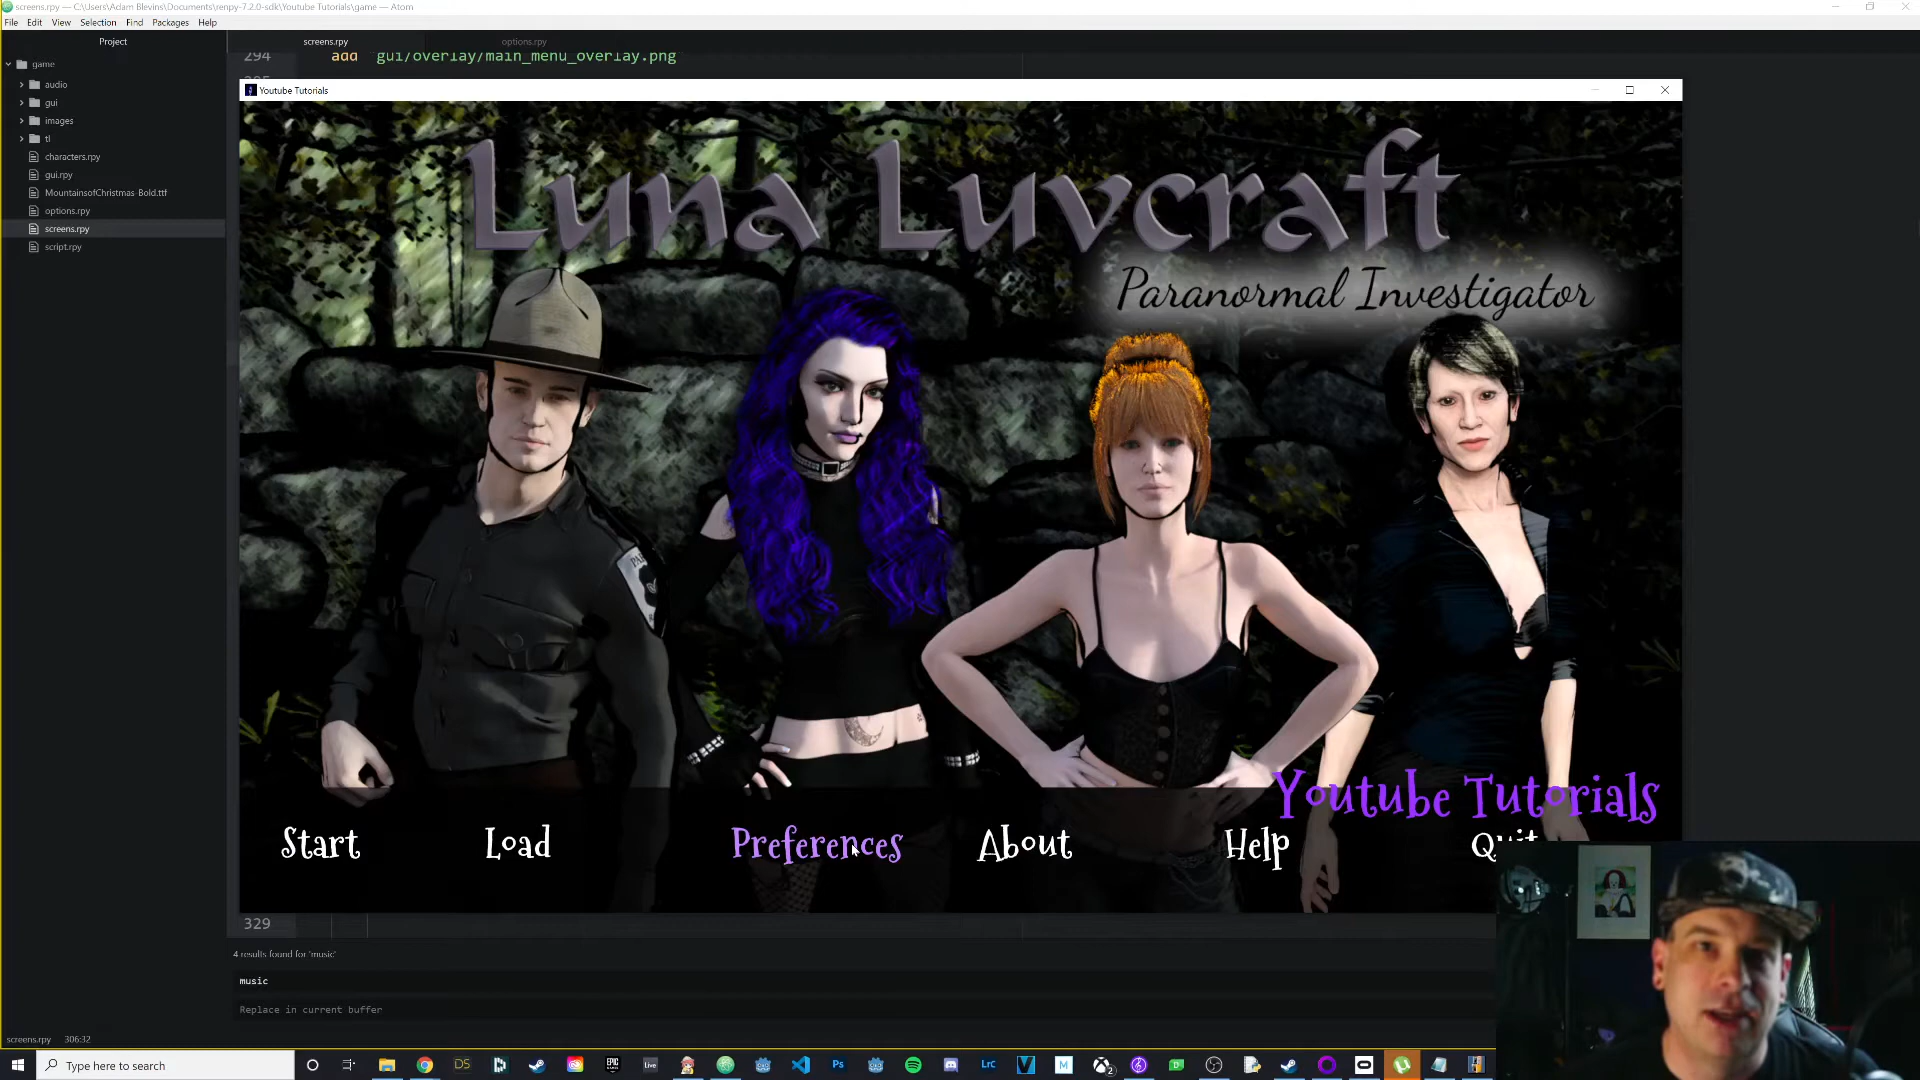 screens.rpy — C:\Users\Adam Blevins\Documents\renpy-7.2.0-sdk\Youtube Tutorials\game — Atom
File Edit View Selection Find Packages Help
Project
screens.rpy
options.rpy
game
audio
gui
images
tl
characters.rpy
gui.rpy
MountainsofChristmas-Bold.ttf
options.rpy
screens.rpy
script.rpy
294 add "gui/overlay/main_menu_overlay.png"
Youtube Tutorials
Luna Luvcraft
Paranormal Investigator
Youtube Tutorials
Start Load Preferences About Help Quit
329
4 results found for 'music'
music
Replace in current buffer
screens.rpy 306:32
Type here to search